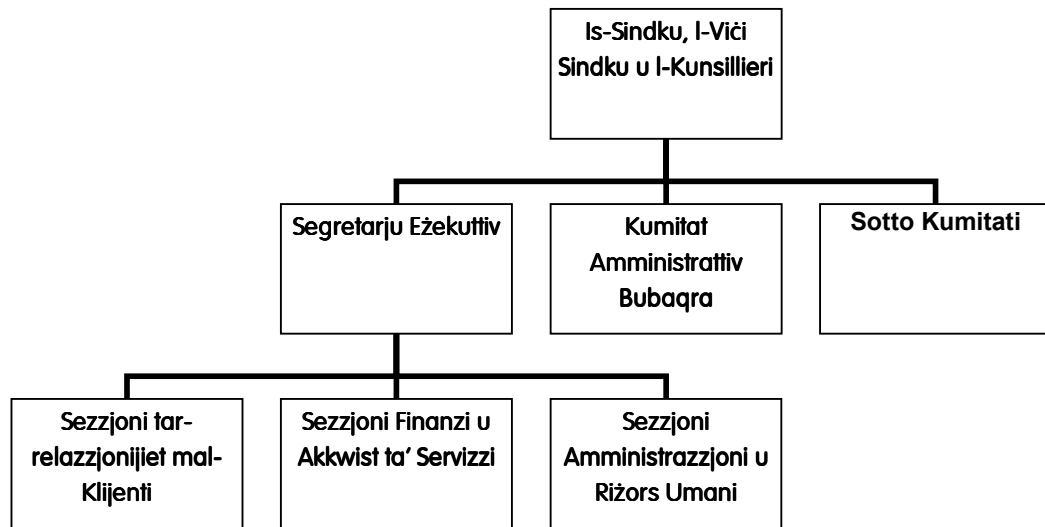 Is-Sindku, l-Viċi
Sindku u l-Kunsillieri
Segretarju Eżekuttiv
Kumitat
Amministrattiv
Bubaqra
Sotto Kumitati
Sezzjoni tar-
relazzjonijiet mal-
Klijenti
Sezzjoni Finanzi u
Akkwist ta’ Servizzi
Sezzjoni
Amministrazzjoni u
Riżors Umani